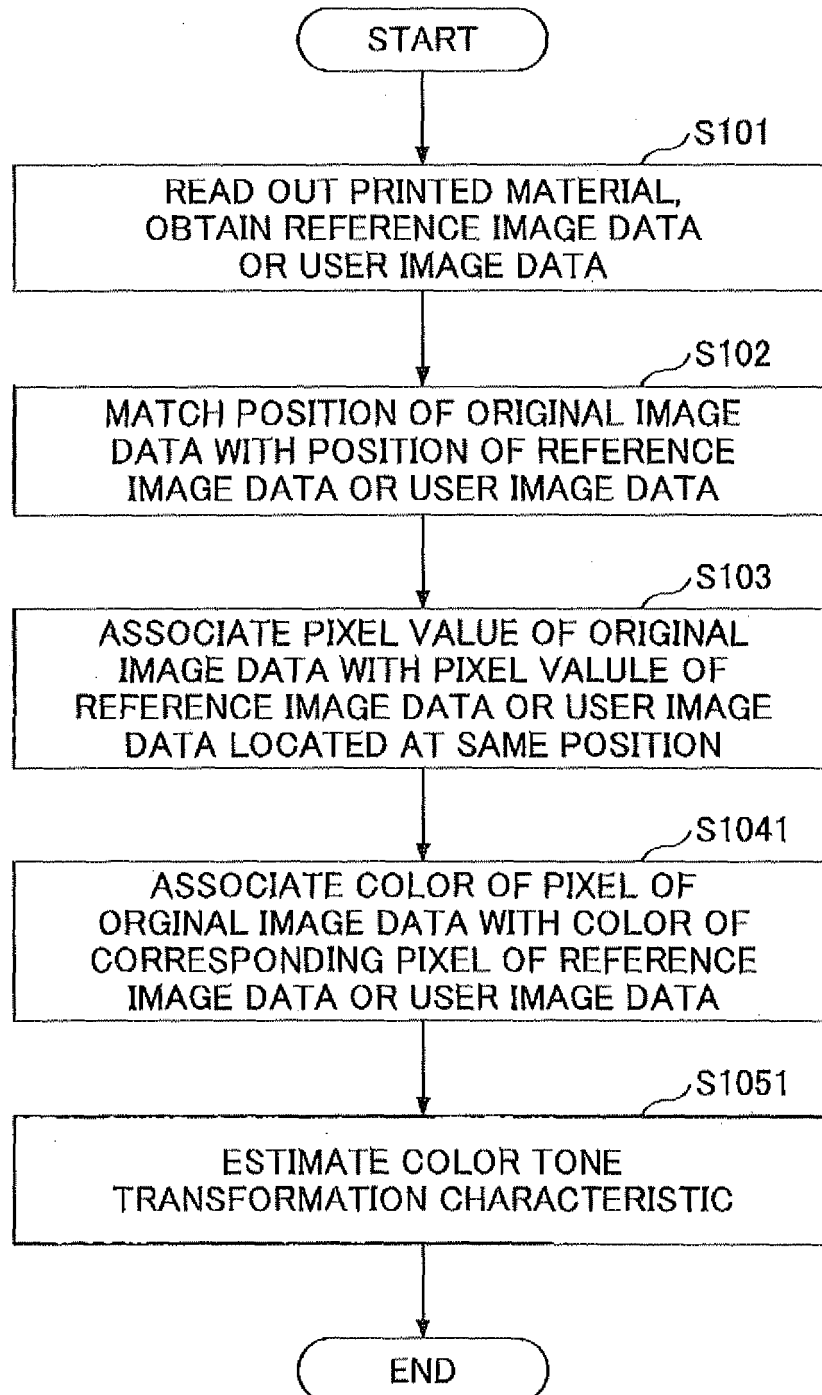 START
S101
READ OUT PRINTED MATERIAL,
OBTAIN REFERENCE IMAGE DATA
OR USER IMAGE DATA
S102
MATCH POSITION OF ORIGINAL IMAGE
DATA WITH POSITION OF REFERENCE
IMAGE DATA OR USER IMAGE DATA
S103
ASSOCIATE PIXEL VALUE OF ORIGINAL
IMAGE DATA WITH PIXEL VALULE OF
REFERENCE IMAGE DATA OR USER IMAGE
DATA LOCATED AT SAME POSITION
S1041
ASSOCIATE COLOR OF PIXEL OF
ORGINAL IMAGE DATA WITH COLOR OF
CORRESPONDING PIXEL OF REFERENCE
IMAGE DATA OR USER IMAGE DATA
S1051
ESTIMATE COLOR TONE
TRANSFORMATION CHARACTERISTIC
END